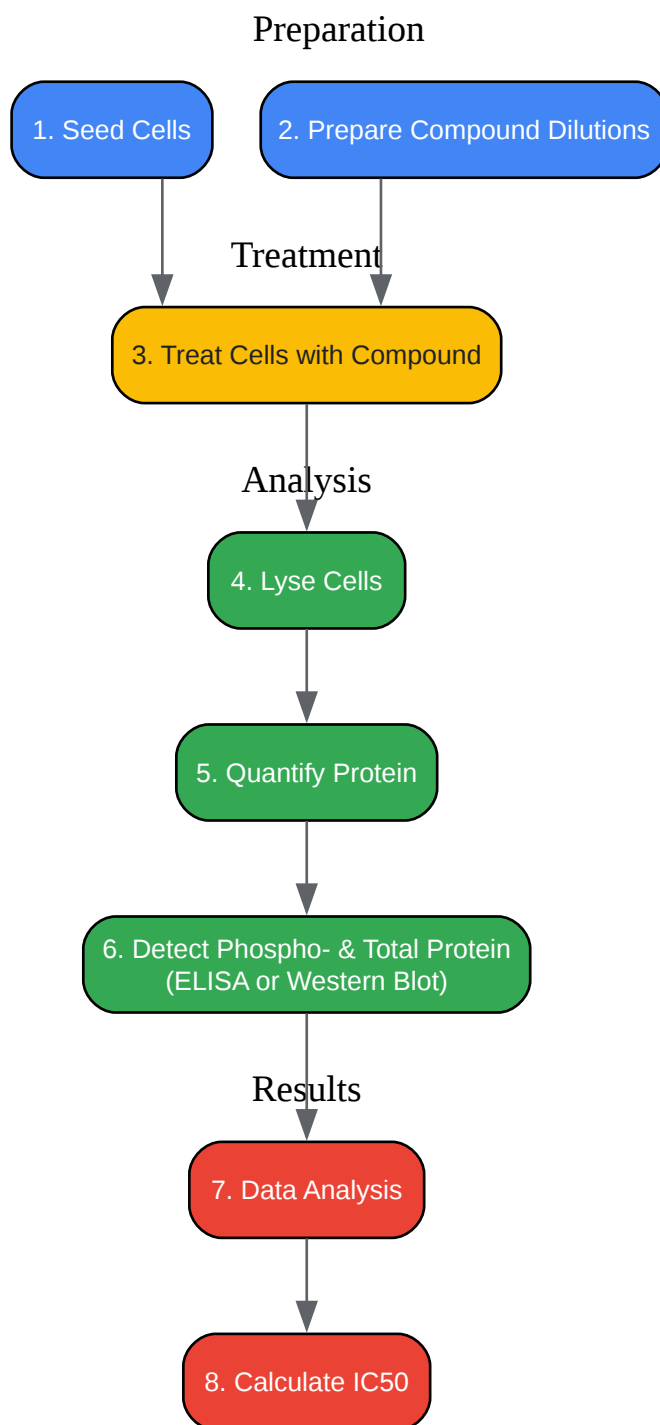 Preparation
1. Seed Cells
2. Prepare Compound Dilutions
Treatment
3. Treat Cells with Compound
Analysis
4. Lyse Cells
5. Quantify Protein
6. Detect Phospho- & Total Protein
(ELISA or Western Blot)
Results
7. Data Analysis
8. Calculate IC50